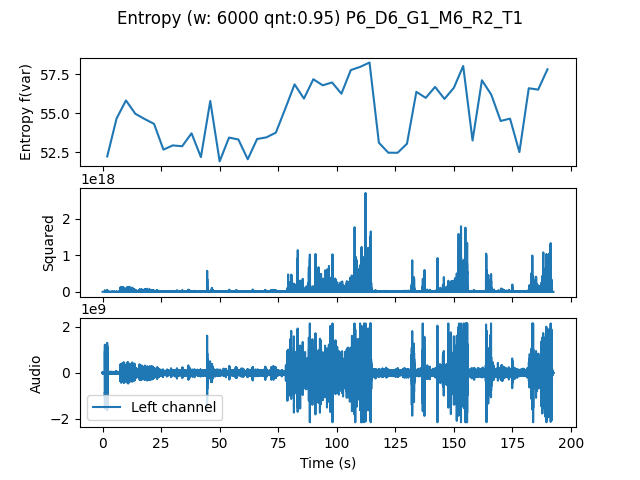 Entropy (w: 6000 qnt:0.95) P6_D6_G1_M6_R2_T1
57.5
55.0
52.5
Entropy f(var)
1e18
2
1
0
Squared
1e9
2
0
−2
Audio
Left channel
0 25 50 75 100 125 150 175 200
Time (s)